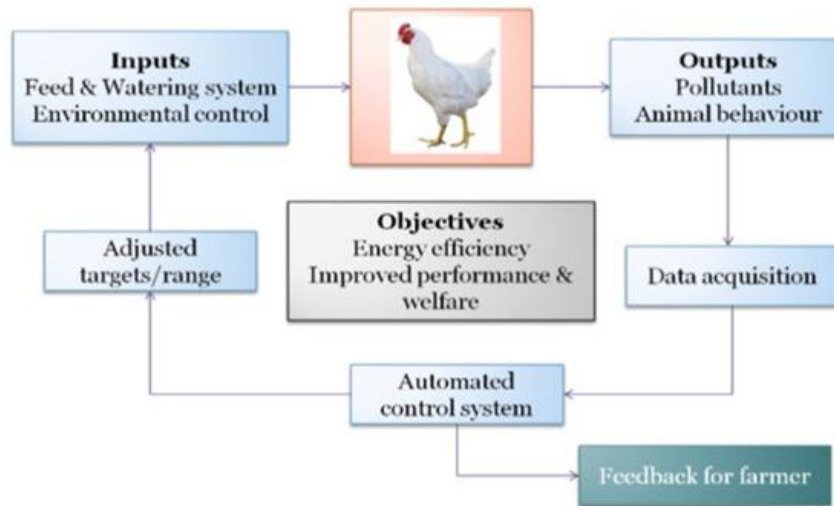 Inputs
Feed & Watering system
Environmental control
Outputs
Pollutants
Animal behaviour
Objectives
Energy efficiency
Improved performance &
welfare
Adjusted
targets/range
Data acquisition
Automated
control system
Feedback for farmer